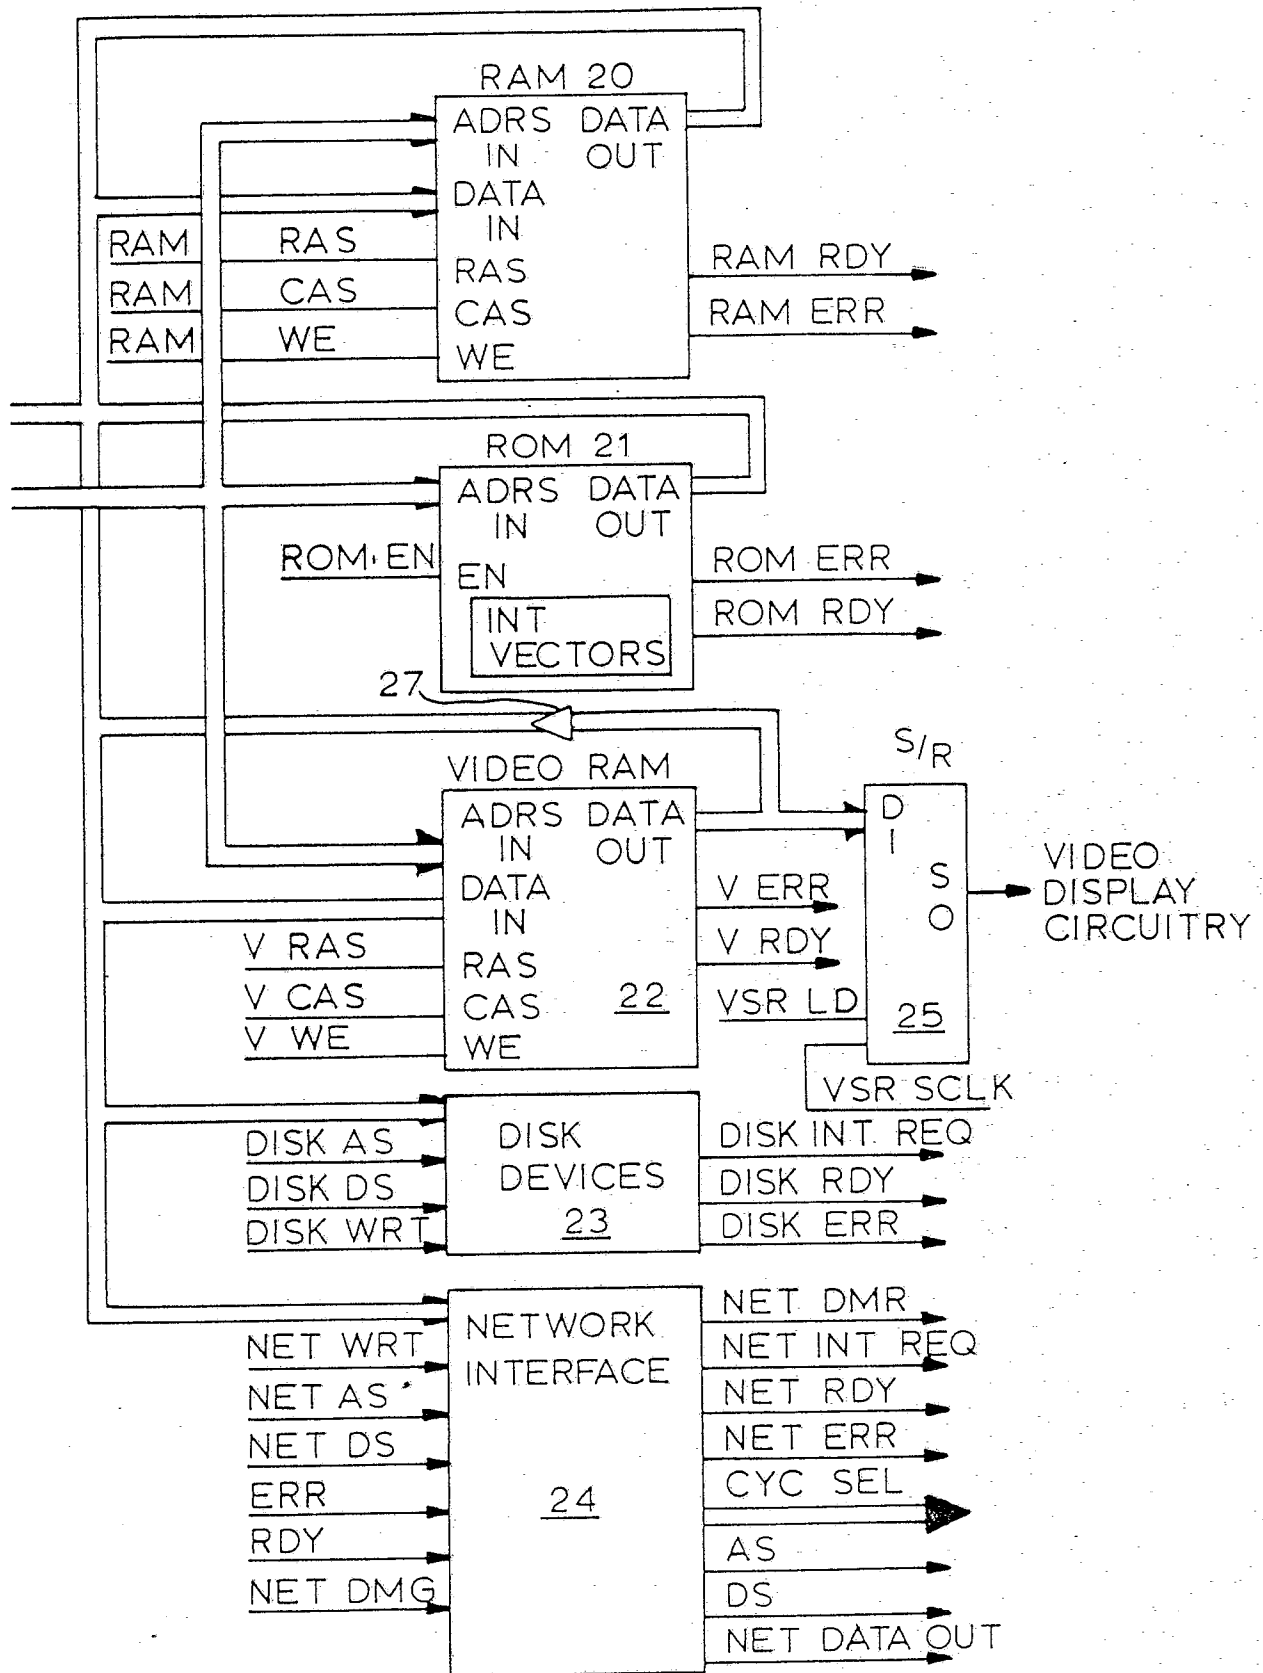 RAM 20
ADRS DATA
IN OUT
DATA
IN
RAM RAS
RAS
RAM CAS
CAS
RAM WE
WE
RAM RDY
RAM ERR
ROM 21
ADRS DATA
IN OUT
ROM EN
EN
INT
VECTORS
ROM ERR
ROM RDY
27
VIDEO RAM
ADRS DATA
IN OUT
DATA
IN
V RAS
RAS
V CAS
CAS
V WE
WE
22
V ERR
V RDY
VSR LD
S/R
D
I
S
O
25
VSR SCLK
VIDEO
DISPLAY
CIRCUITRY
DISK AS
DISK DS
DISK WRT
DISK
DEVICES
23
DISK INT REQ
DISK RDY
DISK ERR
NETWORK
INTERFACE
24
NET WRT
NET AS
NET DS
ERR
RDY
NET DMG
NET DMR
NET INT REQ
NET RDY
NET ERR
CYC SEL
AS
DS
NET DATA OUT